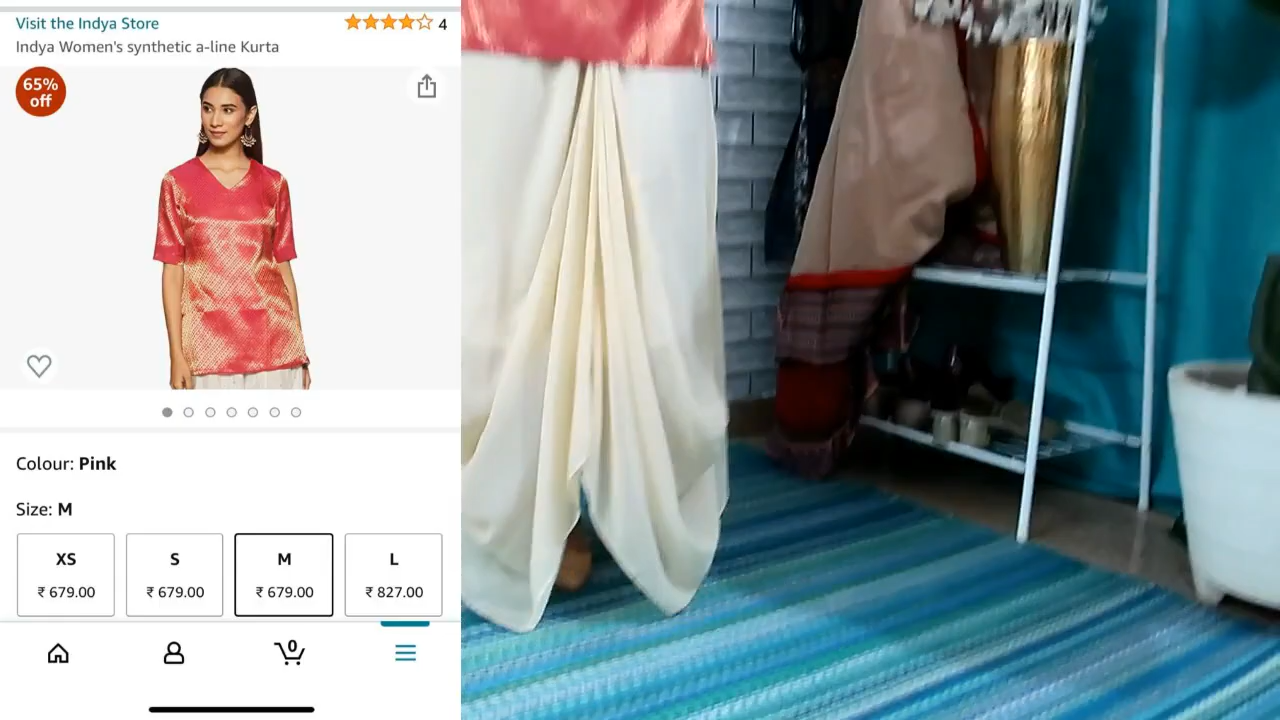 Visit the Indya Store
4
Indya Women's synthetic a-line Kurta
65%
off
Colour: Pink
Size: M
XS
S
M
L
₹ 679.00
₹ 679.00
₹ 679.00
₹ 827.00
0